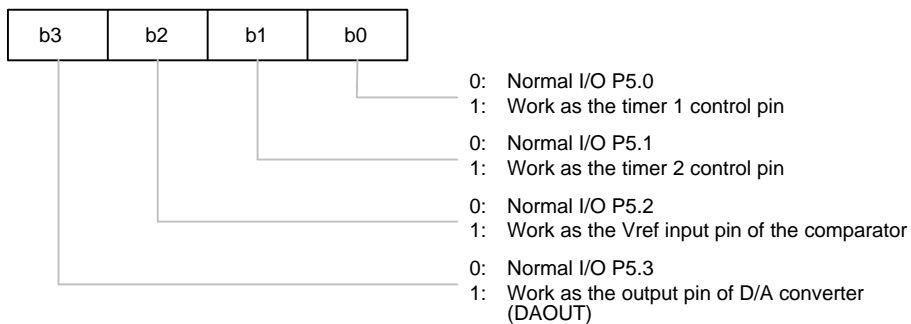 b3 b2 b1 b0
0: Normal I/O P5.0
1: Work as the timer 1 control pin
0: Normal I/O P5.1
1: Work as the timer 2 control pin
0: Normal I/O P5.2
1: Work as the Vref input pin of the comparator
0: Normal I/O P5.3
1: Work as the output pin of D/A converter
(DAOUT)